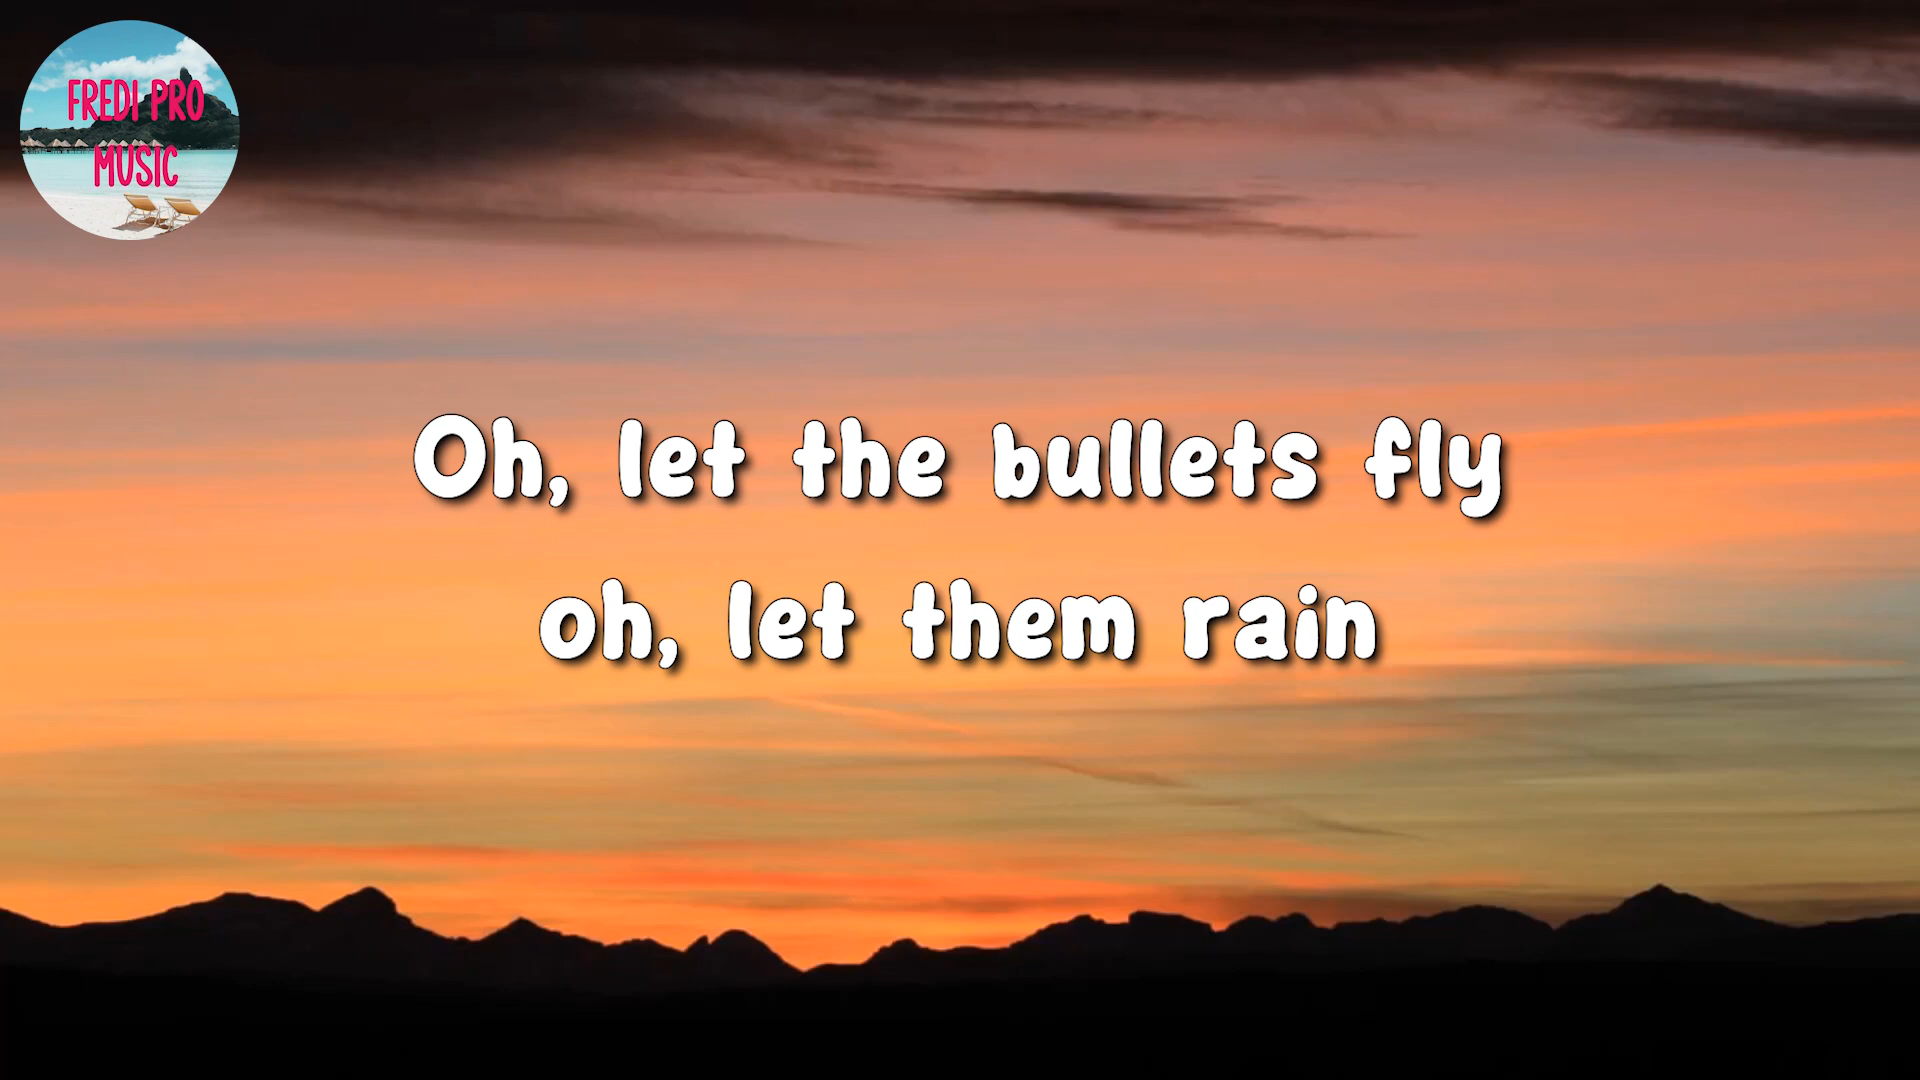 FREDI PRO
MUSIC
Oh, let the bullets fly
oh, let them rain